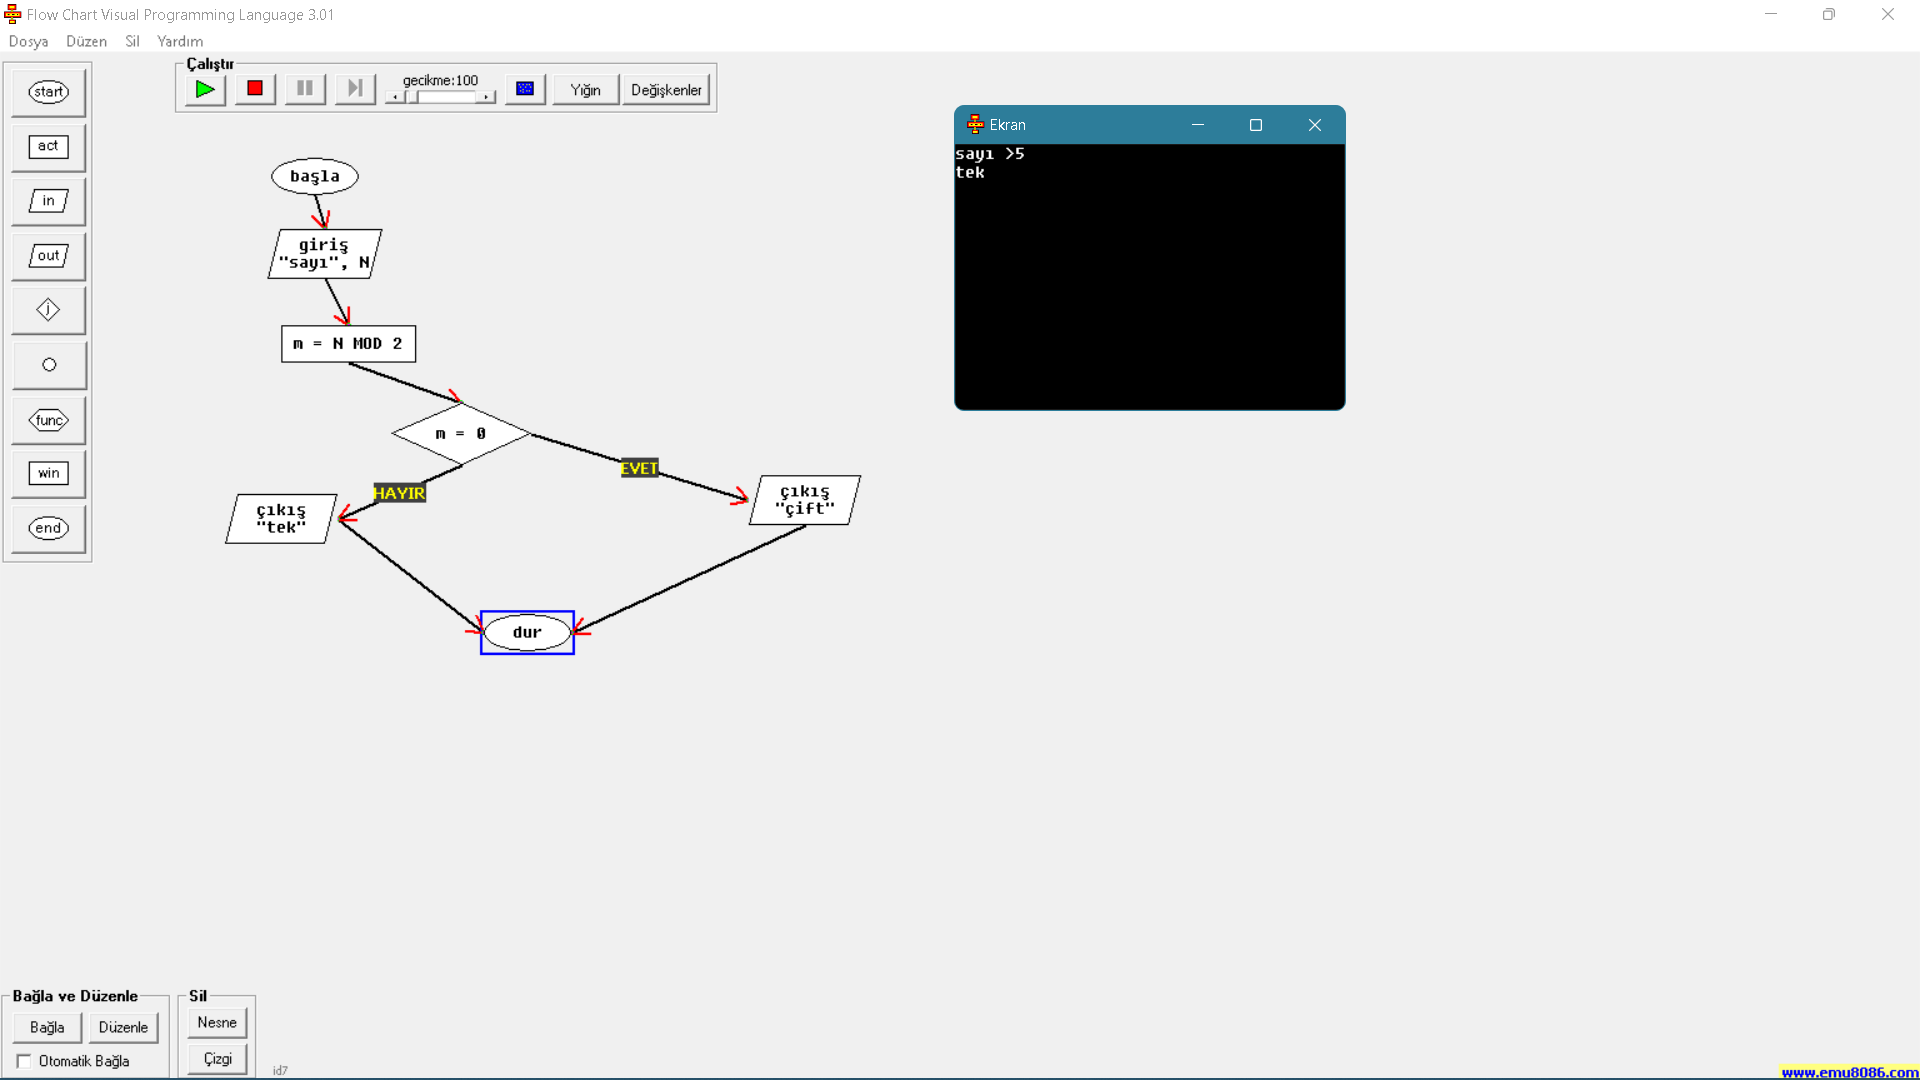 Flow Chart Visual Programming Language 3.01
Dosya Düzen Sil Yardım
Çalıştır
gecikme:100
Yığın
Değişkenler
start
act
in
out
j
func
win
end
başla
giriş
"sayı", N
m = N MOD 2
m = 0
EVET
HAYIR
çıkış
"çift"
çıkış
"tek"
dur
Ekran
sayı >5
tek
Bağla ve Düzenle
Bağla
Düzenle
Otomatik Bağla
Sil
Nesne
Çizgi
id7
www.emu8086.com